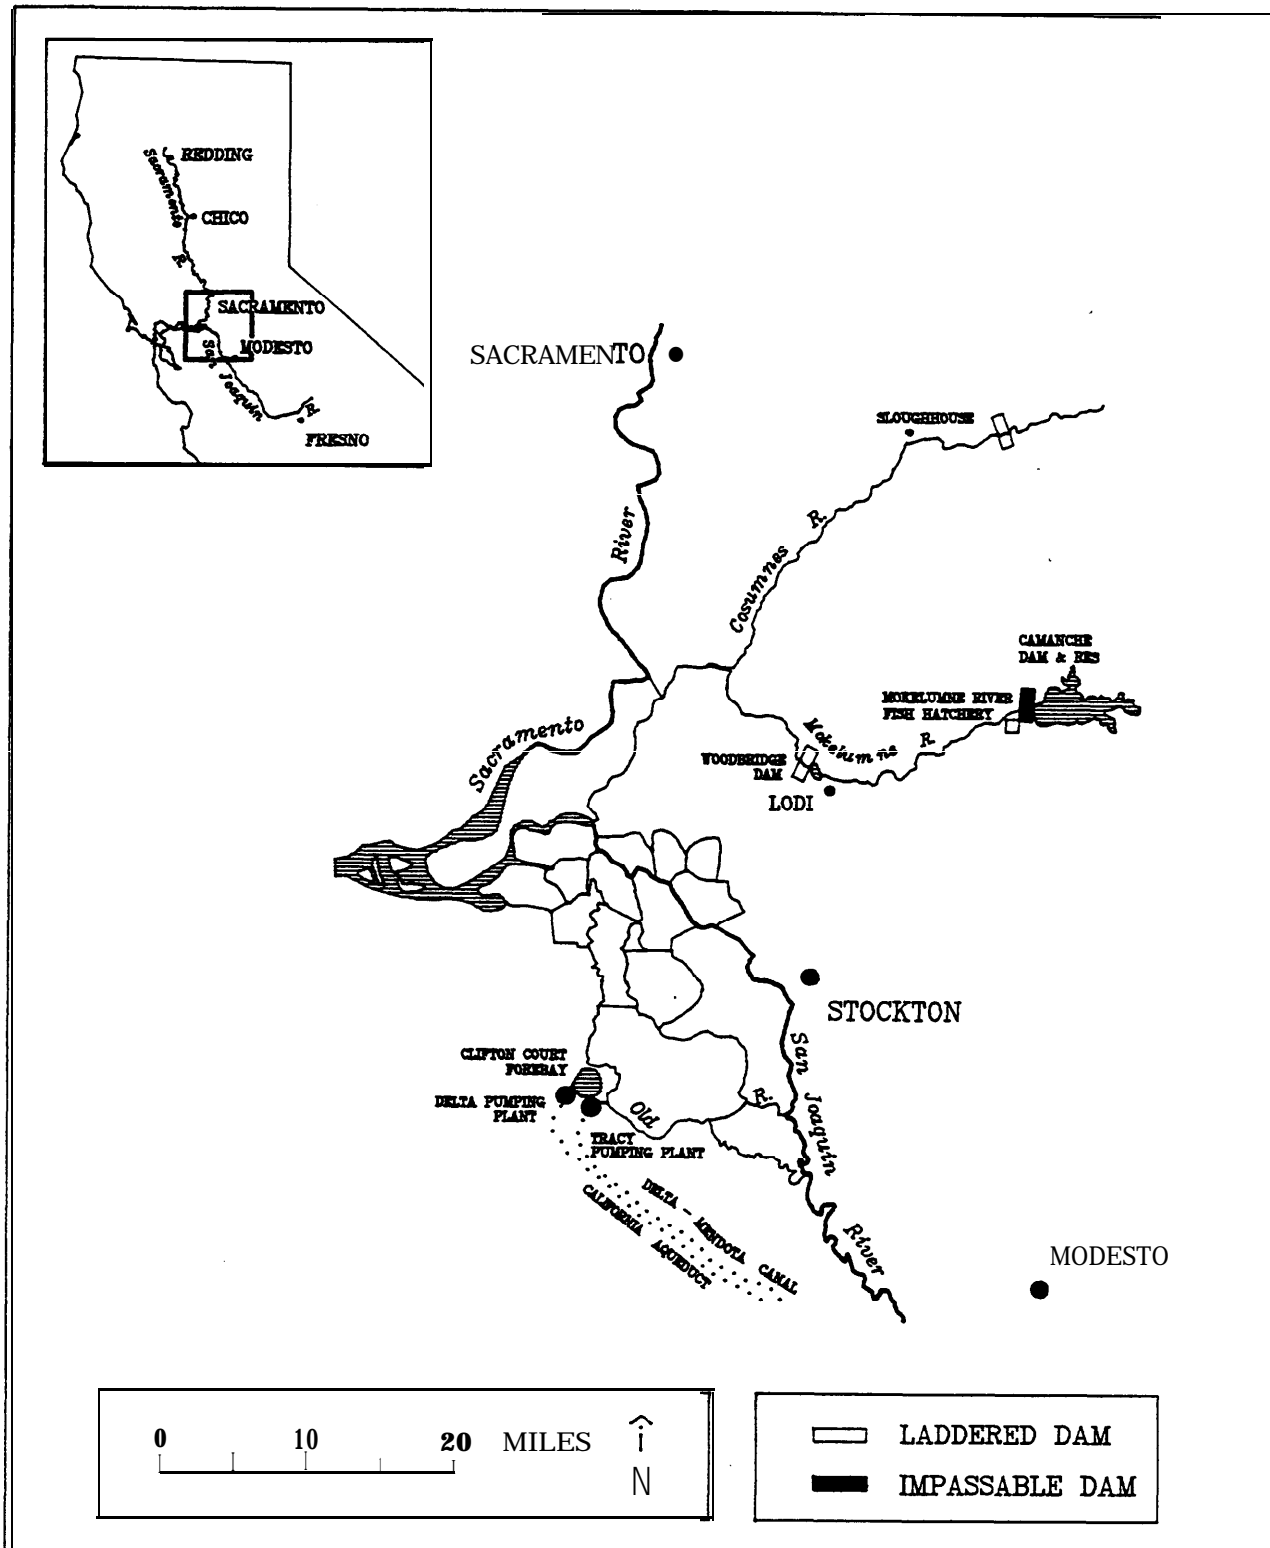 REDDING
Sacramento
CHICO
R.
SACRAMENTO
MODESTO
San Joaquin
R.
FRESNO
SACRAMENTO
SLOUGHHOUSE
River
R.
Cosumnes
CAMANCHE
DAM & RES
MOKELUMNE RIVER
FISH HATCHERY
Sacramento
Mokelumne
R.
WOODBRIDGE
DAM
LODI
STOCKTON
San
Joaquin
River
CLIFTON COURT
FOREBAY
DELTA PUMPING
PLANT
Old
R.
TRACY
PUMPING PLANT
DELTA - MENDOTA CANAL
CALIFORNIA AQUEDUCT
MODESTO
0 10 20 MILES
N
LADDERED DAM
IMPASSABLE DAM